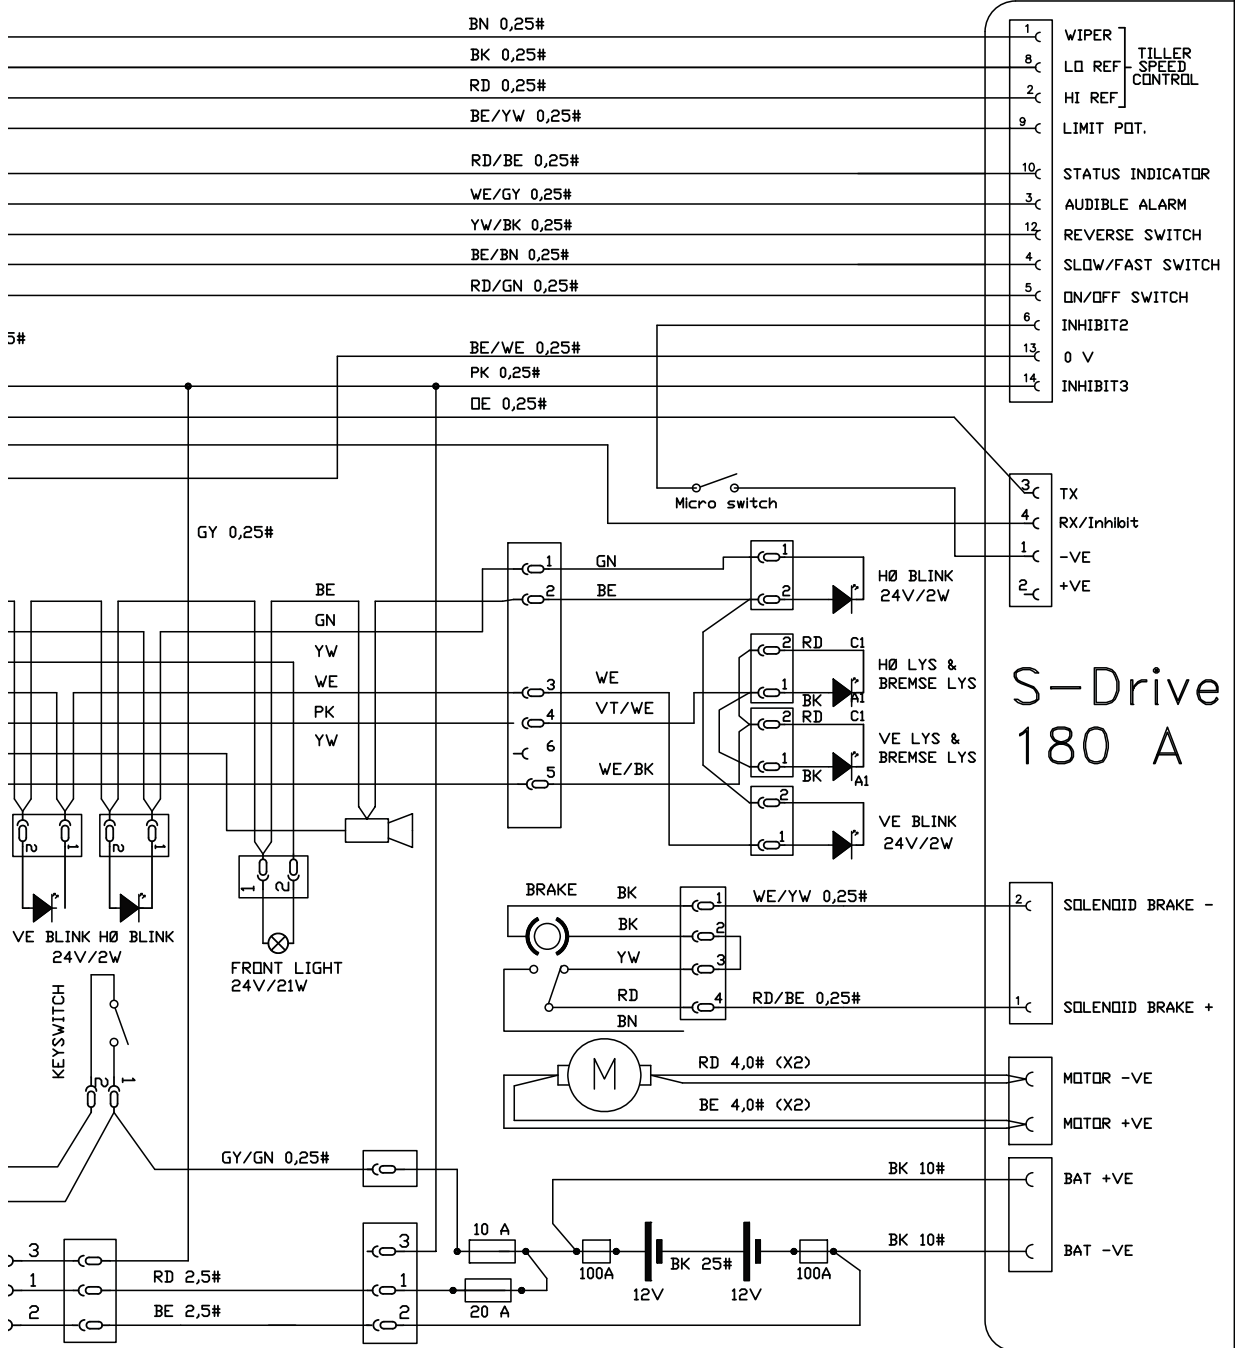 BN 0,25#
1
WIPER
BK 0,25#
8
LO REF
TILLER
SPEED
CONTROL
RD 0,25#
2
HI REF
BE/YW 0,25#
9
LIMIT POT.
RD/BE 0,25#
10
STATUS INDICATOR
WE/GY 0,25#
3
AUDIBLE ALARM
YW/BK 0,25#
12
REVERSE SWITCH
BE/BN 0,25#
4
SLOW/FAST SWITCH
RD/GN 0,25#
5
ON/OFF SWITCH
6
INHIBIT2
5#
BE/WE 0,25#
13
0 V
PK 0,25#
14
INHIBIT3
OE 0,25#
3
TX
Micro switch
4
RX/Inhibit
GY 0,25#
1
-VE
2
+VE
1
GN
1
HØ BLINK
24V/2W
BE
2
BE
2
GN
YW
2 RD C1
HØ LYS &
BREMSE LYS
WE
3
WE
1
BK A1
PK
4
VT/WE
2 RD C1
YW
6
VE LYS &
BREMSE LYS
5
WE/BK
1
BK A1
S-Drive
180 A
2
VE BLINK
24V/2W
1
2 1 2 1
1 2
VE BLINK HØ BLINK
24V/2W
FRONT LIGHT
24V/21W
BRAKE
BK
1
WE/YW 0,25#
2
SOLENOID BRAKE -
BK
2
YW
3
RD
4
RD/BE 0,25#
1
SOLENOID BRAKE +
BN
KEYSWITCH
2 1
M
RD 4,0# (X2)
MOTOR -VE
BE 4,0# (X2)
MOTOR +VE
GY/GN 0,25#
BK 10#
BAT +VE
10 A
3
3
100A
12V
BK 25#
12V
100A
BK 10#
BAT -VE
1
RD 2,5#
1
20 A
2
BE 2,5#
2